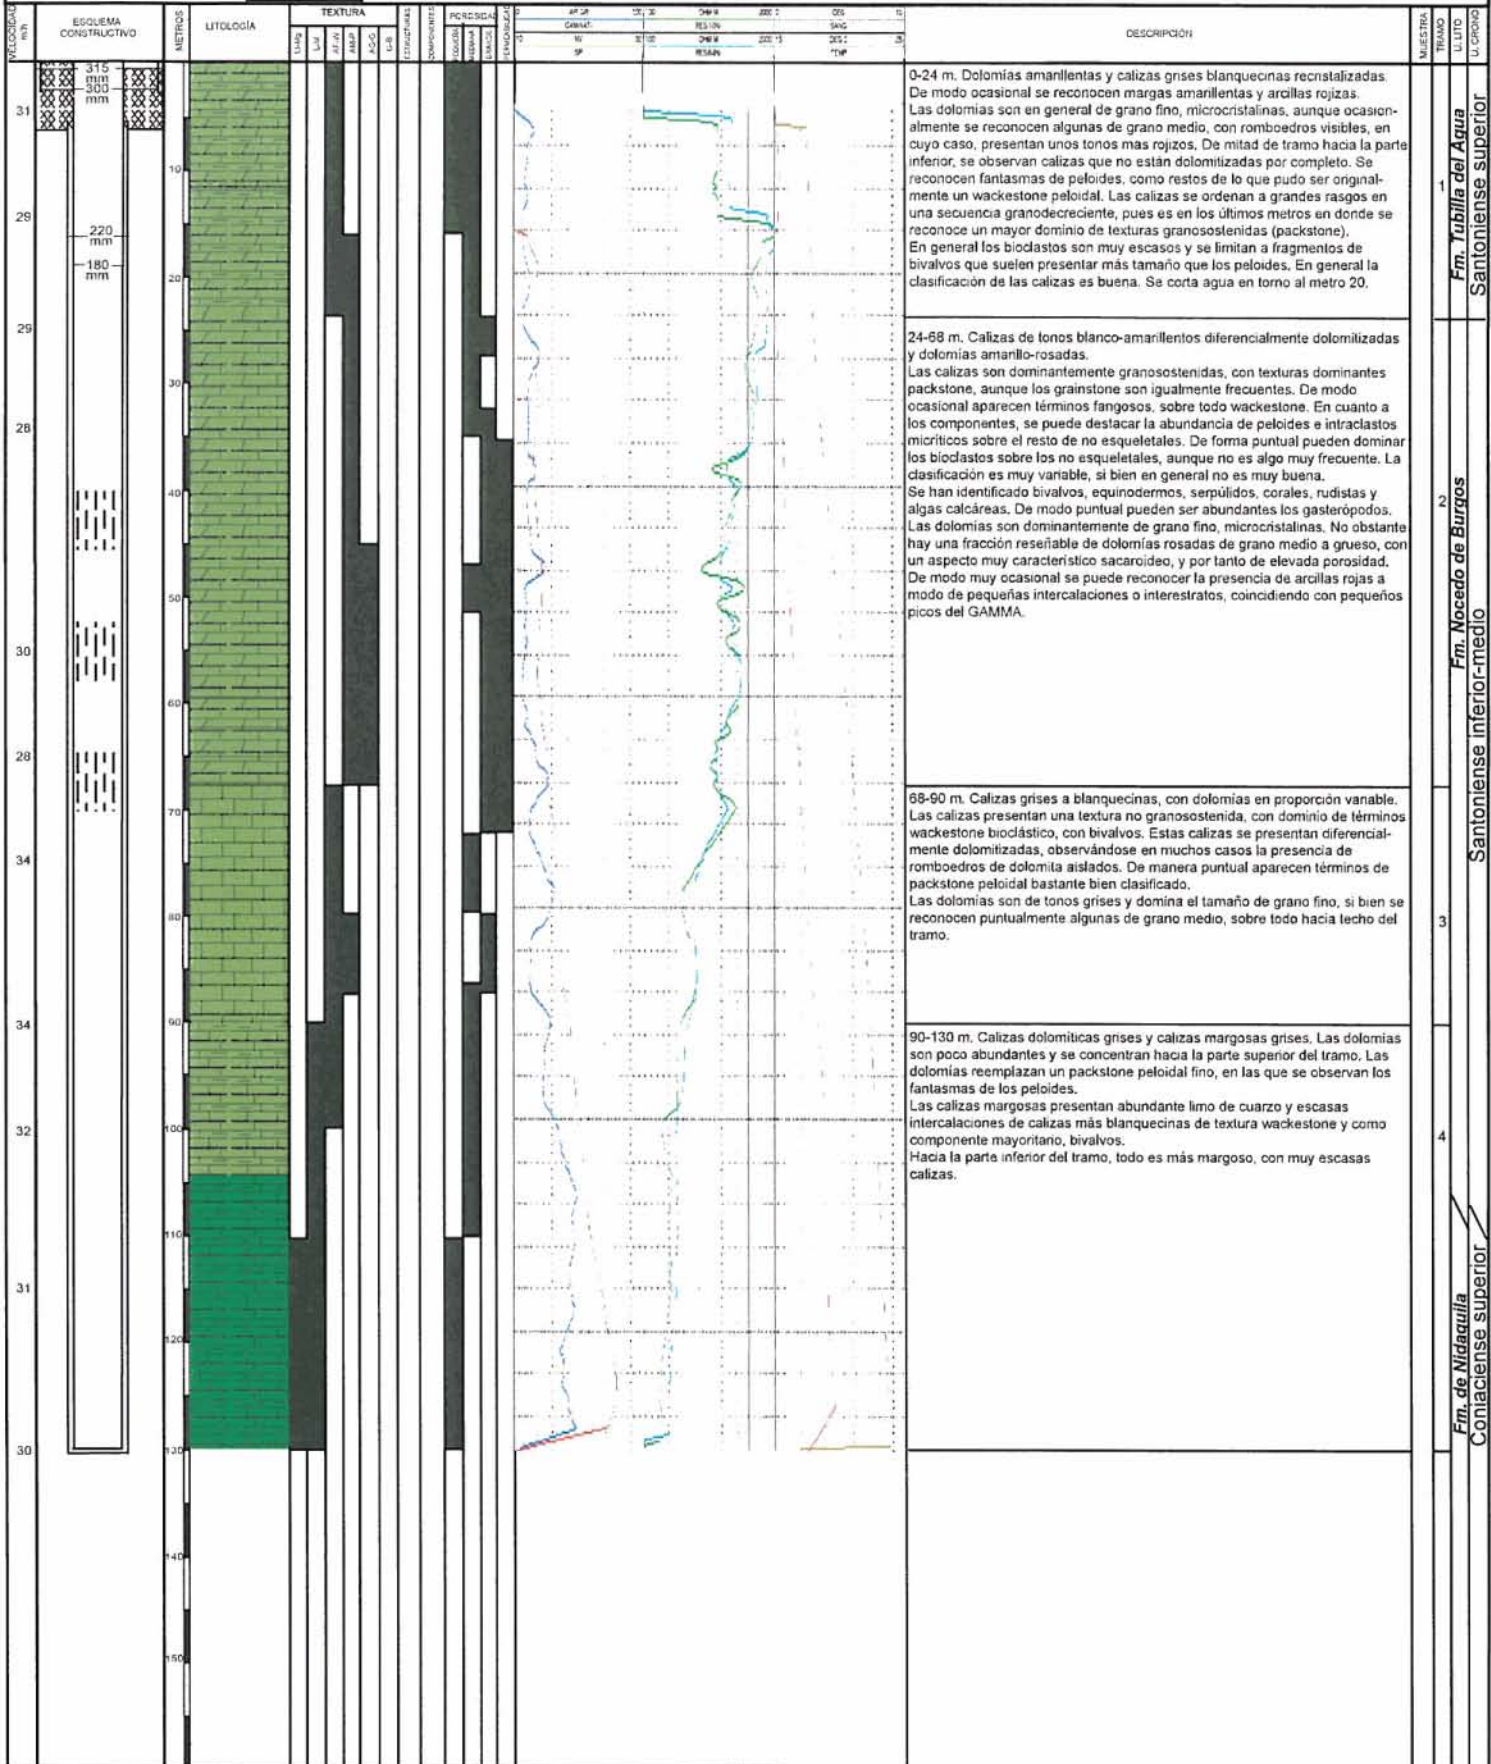 VELOCIDAD m/h
ESQUEMA CONSTRUCTIVO
METROS
LITOLOGÍA
TEXTURA
L-M
AF-W
AM-P
AG-G
G-R
ESTRUCTURAS
COMPONENTES
POROSIDAD
PEQUEÑA
MEDIANA
GRANDE
PERMEABILIDAD
RES16N
SP
RES64N
TEMP
DESCRIPCIÓN
MUESTRA
TRAMO
U. LITO
U. CRONO
315 mm
300 mm
220 mm
180 mm
31
29
29
28
30
28
34
34
32
31
30
10
20
30
40
50
60
70
80
90
100
110
120
130
140
150
0-24 m. Dolomías amarillentas y calizas grises blanquecinas recristalizadas.
De modo ocasional se reconocen margas amarillentas y arcillas rojizas.
Las dolomías son en general de grano fino, microcristalinas, aunque ocasion-
almente se reconocen algunas de grano medio, con romboedros visibles, en
cuyo caso, presentan unos tonos mas rojizos. De mitad de tramo hacia la parte
inferior, se observan calizas que no están dolomitizadas por completo. Se
reconocen fantasmas de peloides, como restos de lo que pudo ser original-
mente un wackestone peloidal. Las calizas se ordenan a grandes rasgos en
una secuencia granodecreciente, pues es en los últimos metros en donde se
reconoce un mayor dominio de texturas granosostenidas (packstone).
En general los bioclastos son muy escasos y se limitan a fragmentos de
bivalvos que suelen presentar más tamaño que los peloides. En general la
clasificación de las calizas es buena. Se corta agua en torno al metro 20.
1
Fm. Tubilla del Agua
Santoniense superior
24-68 m. Calizas de tonos blanco-amarillentos diferencialmente dolomitizadas
y dolomías amarillo-rosadas.
Las calizas son dominantemente granosostenidas, con texturas dominantes
packstone, aunque los grainstone son igualmente frecuentes. De modo
ocasional aparecen términos fangosos, sobre todo wackestone. En cuanto a
los componentes, se puede destacar la abundancia de peloides e intraclastos
micríticos sobre el resto de no esqueletales. De forma puntual pueden dominar
los bioclastos sobre los no esqueletales, aunque no es algo muy frecuente. La
clasificación es muy variable, si bien en general no es muy buena.
Se han identificado bivalvos, equinodermos, serpúlidos, corales, rudistas y
algas calcáreas. De modo puntual pueden ser abundantes los gasterópodos.
Las dolomías son dominantemente de grano fino, microcristalinas. No obstante
hay una fracción reseñable de dolomías rosadas de grano medio a grueso, con
un aspecto muy característico sacaroideo, y por tanto de elevada porosidad.
De modo muy ocasional se puede reconocer la presencia de arcillas rojas a
modo de pequeñas intercalaciones o interestratos, coincidiendo con pequeños
picos del GAMMA.
2
Fm. Nocedo de Burgos
Santoniense inferior-medio
68-90 m. Calizas grises a blanquecinas, con dolomías en proporción variable.
Las calizas presentan una textura no granosostenida, con dominio de términos
wackestone bioclástico, con bivalvos. Estas calizas se presentan diferencial-
mente dolomitizadas, observándose en muchos casos la presencia de
romboedros de dolomita aislados. De manera puntual aparecen términos de
packstone peloidal bastante bien clasificado.
Las dolomías son de tonos grises y domina el tamaño de grano fino, si bien se
reconocen puntualmente algunas de grano medio, sobre todo hacia techo del
tramo.
3
90-130 m. Calizas dolomíticas grises y calizas margosas grises. Las dolomías
son poco abundantes y se concentran hacia la parte superior del tramo. Las
dolomías reemplazan un packstone peloidal fino, en las que se observan los
fantasmas de los peloides.
Las calizas margosas presentan abundante limo de cuarzo y escasas
intercalaciones de calizas más blanquecinas de textura wackestone y como
componente mayoritario, bivalvos.
Hacia la parte inferior del tramo, todo es más margoso, con muy escasas
calizas.
4
Fm. de Nidaquila
Coniaciense superior